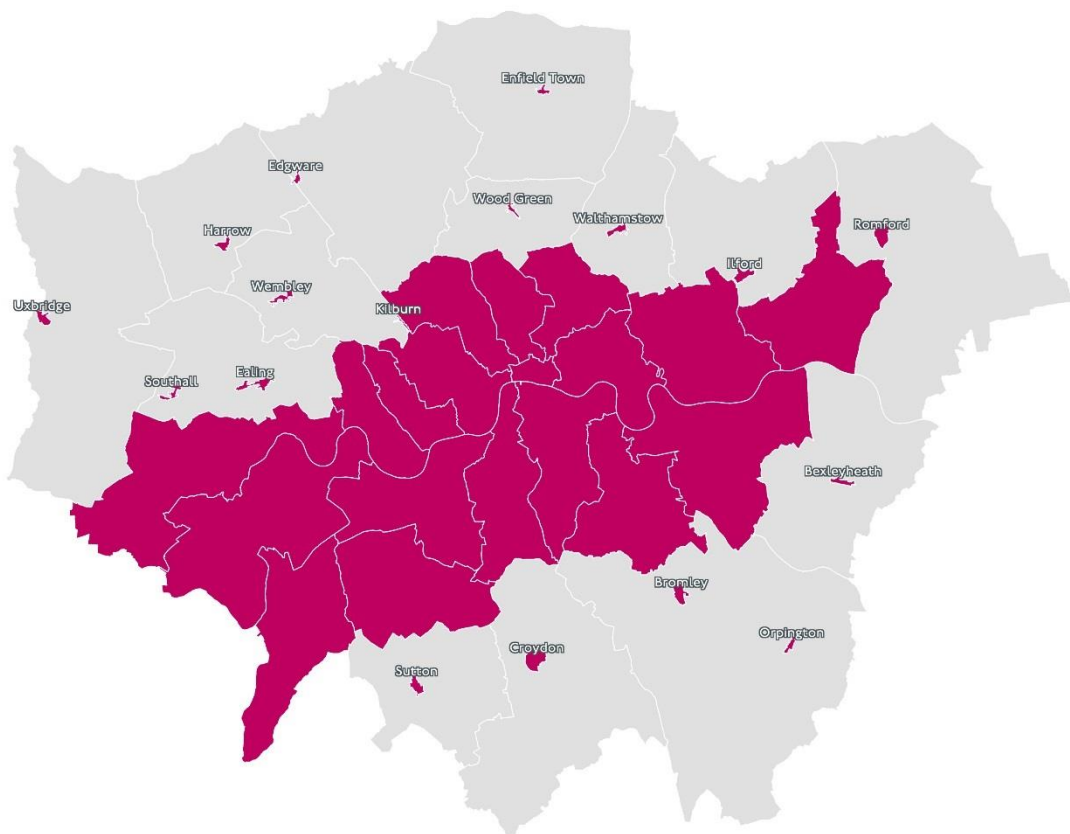 Enfield Town
Edgware
Wood Green
Walthamstow
Romford
Harrow
Ilford
Wembley
Uxbridge
Kilburn
Ealing
Southall
Bexleyheath
Bromley
Orpington
Croydon
Sutton